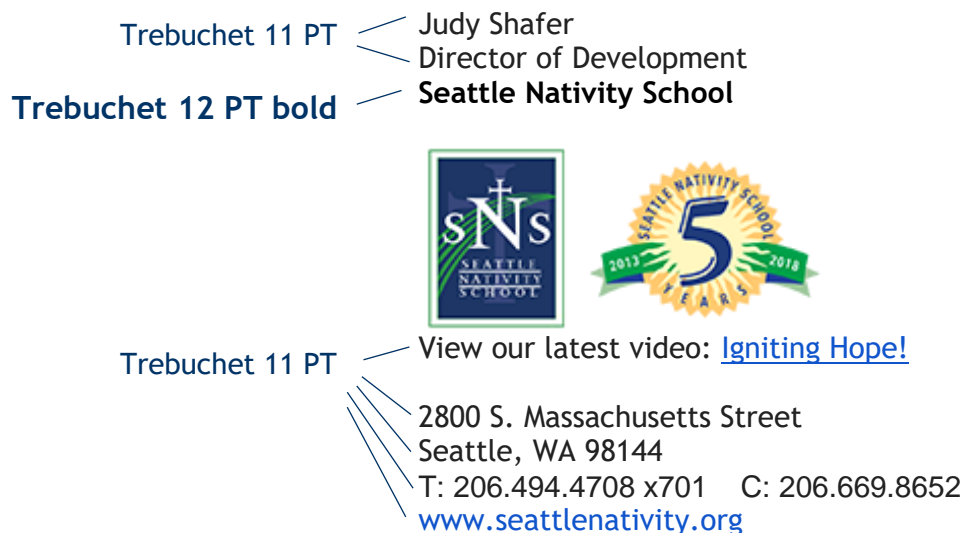 Trebuchet 11 PT
Judy Shafer
Director of Development
Trebuchet 12 PT bold
Seattle Nativity School
SNS
SEATTLE
NATIVITY
SCHOOL
SEATTLE NATIVITY SCHOOL
5
2013
2018
YEARS
Trebuchet 11 PT
View our latest video: Igniting Hope!
2800 S. Massachusetts Street
Seattle, WA 98144
T: 206.494.4708 x701 C: 206.669.8652
www.seattlenativity.org